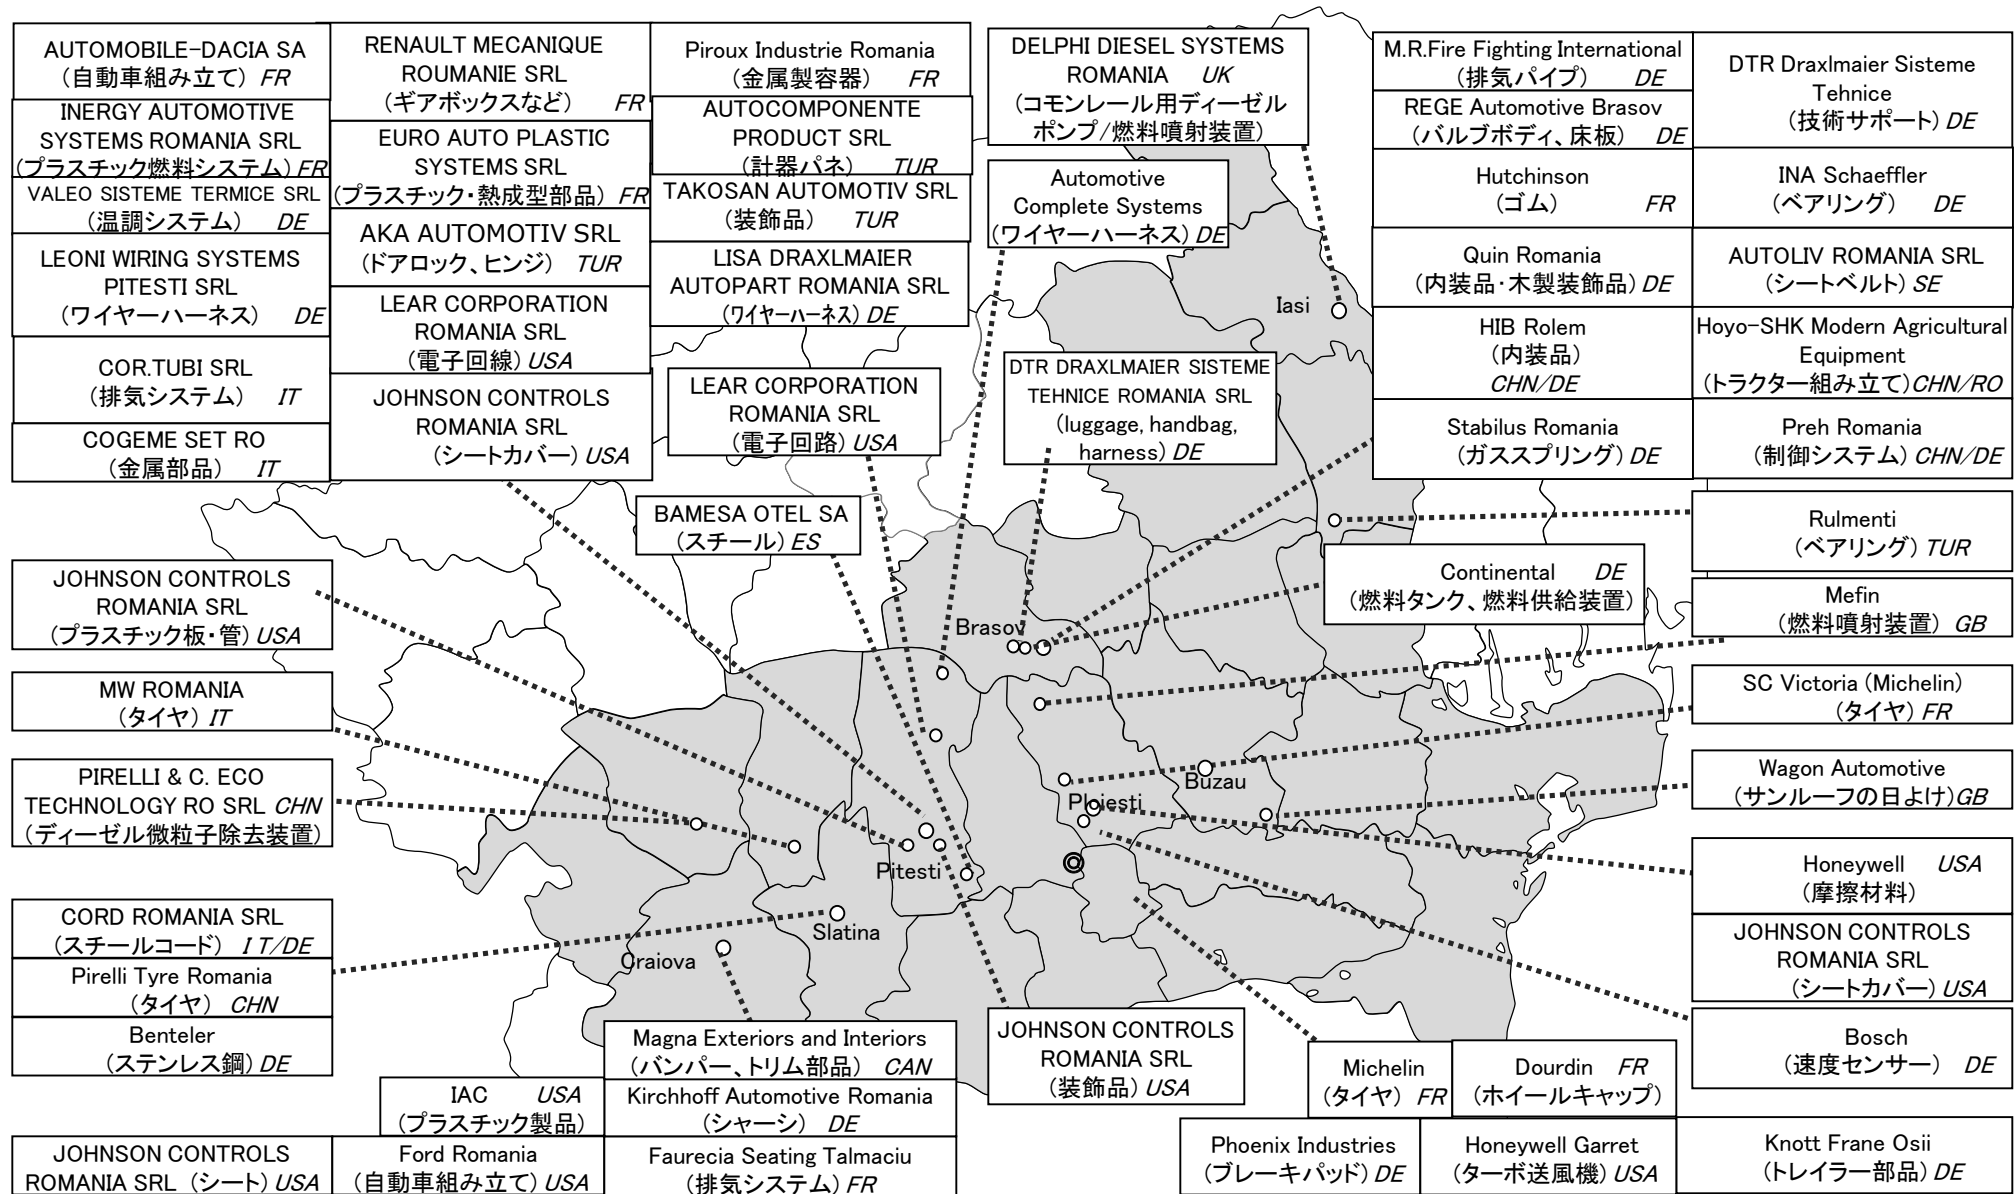 AUTOMOBILE-DACIA SA
(自動車組み立て) FR
INERGY AUTOMOTIVE
SYSTEMS ROMANIA SRL
(プラスチック燃料システム) FR
VALEO SISTEME TERMICE SRL
(温調システム) DE
LEONI WIRING SYSTEMS
PITESTI SRL
(ワイヤーハーネス) DE
COR.TUBI SRL
(排気システム) IT
COGEME SET RO
(金属部品) IT
RENAULT MECANIQUE
ROUMANIE SRL
(ギアボックスなど) FR
EURO AUTO PLASTIC
SYSTEMS SRL
(プラスチック・熱成型部品) FR
AKA AUTOMOTIV SRL
(ドアロック、ヒンジ) TUR
LEAR CORPORATION
ROMANIA SRL
(電子回線) USA
JOHNSON CONTROLS
ROMANIA SRL
(シートカバー) USA
Piroux Industrie Romania
(金属製容器) FR
AUTOCOMPONENTE
PRODUCT SRL
(計器パネ) TUR
TAKOSAN AUTOMOTIV SRL
(装飾品) TUR
LISA DRAXLMAIER
AUTOPART ROMANIA SRL
(ワイヤーハーネス) DE
LEAR CORPORATION
ROMANIA SRL
(電子回路) USA
BAMESA OTEL SA
(スチール) ES
DELPHI DIESEL SYSTEMS
ROMANIA UK
(コモンレール用ディーゼル
ポンプ/燃料噴射装置)
Automotive
Complete Systems
(ワイヤーハーネス) DE
DTR DRAXLMAIER SISTEME
TEHNICE ROMANIA SRL
(luggage, handbag,
harness) DE
M.R.Fire Fighting International
(排気パイプ) DE
REGE Automotive Brasov
(バルブボディ、床板) DE
Hutchinson
(ゴム) FR
Quin Romania
(内装品・木製装飾品) DE
HIB Rolem
(内装品)
CHN/DE
Stabilus Romania
(ガススプリング) DE
DTR Draxlmaier Sisteme
Tehnice
(技術サポート) DE
INA Schaeffler
(ベアリング) DE
AUTOLIV ROMANIA SRL
(シートベルト) SE
Hoyo-SHK Modern Agricultural
Equipment
(トラクター組み立て) CHN/RO
Preh Romania
(制御システム) CHN/DE
Rulmenti
(ベアリング) TUR
Continental DE
(燃料タンク、燃料供給装置)
Mefin
(燃料噴射装置) GB
SC Victoria (Michelin)
(タイヤ) FR
Wagon Automotive
(サンルーフの日よけ) GB
Honeywell USA
(摩擦材料)
JOHNSON CONTROLS
ROMANIA SRL
(シートカバー) USA
Bosch
(速度センサー) DE
JOHNSON CONTROLS
ROMANIA SRL
(プラスチック板・管) USA
MW ROMANIA
(タイヤ) IT
PIRELLI & C. ECO
TECHNOLOGY RO SRL CHN
(ディーゼル微粒子除去装置)
CORD ROMANIA SRL
(スチールコード) I T/DE
Pirelli Tyre Romania
(タイヤ) CHN
Benteler
(ステンレス鋼) DE
Iasi
Brasov
Buzau
Ploiesti
Pitesti
Slatina
Craiova
Magna Exteriors and Interiors
(バンパー、トリム部品) CAN
IAC USA
(プラスチック製品)
Kirchhoff Automotive Romania
(シャーシ) DE
JOHNSON CONTROLS
ROMANIA SRL (シート) USA
Ford Romania
(自動車組み立て) USA
Faurecia Seating Talmaciu
(排気システム) FR
JOHNSON CONTROLS
ROMANIA SRL
(装飾品) USA
Michelin
(タイヤ) FR
Dourdin FR
(ホイールキャップ)
Phoenix Industries
(ブレーキパッド) DE
Honeywell Garret
(ターボ送風機) USA
Knott Frane Osii
(トレイラー部品) DE